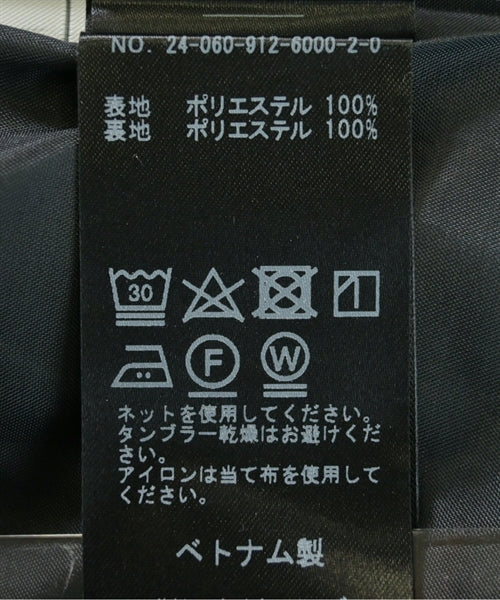 NO. 24-060-912-6000-2-0
表地 ポリエステル 100%
裏地 ポリエステル 100%
30
F W
ネットを使用してください。
タンブラー乾燥はお避けくだ
さい。
アイロンは当て布を使用して
ください。
ベトナム製